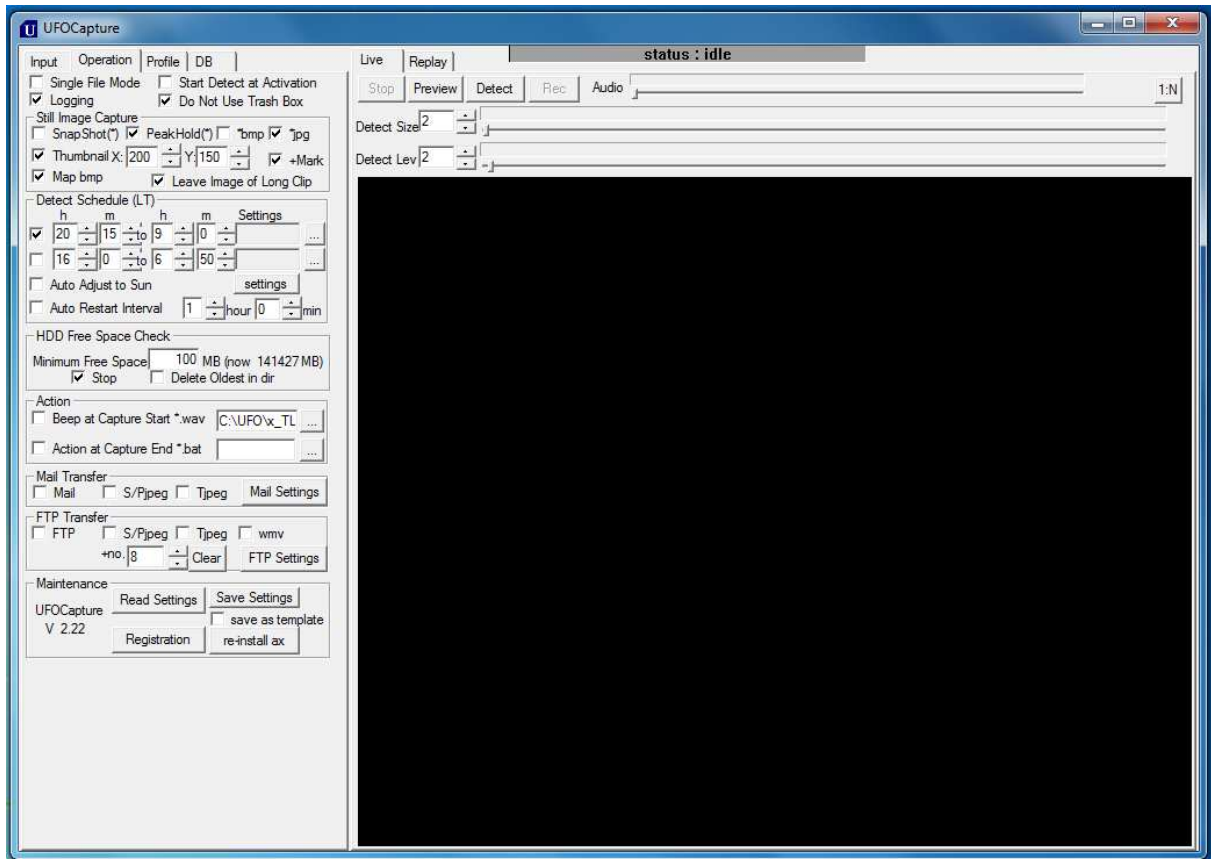 UFOCapture
Input Operation Profile DB
Single File Mode Start Detect at Activation
Logging Do Not Use Trash Box
Still Image Capture
SnapShot(*) PeakHold(*) *bmp *jpg
Thumbnail X: 200 Y: 150 +Mark
Map bmp Leave Image of Long Clip
Detect Schedule (LT)
h m h m Settings
20 15 to 9 0 ...
16 0 to 6 50 ...
Auto Adjust to Sun settings
Auto Restart Interval 1 hour 0 min
HDD Free Space Check
Minimum Free Space 100 MB (now 141427 MB)
Stop Delete Oldest in dir
Action
Beep at Capture Start *.wav C:\UFO\x_TL ...
Action at Capture End *.bat ...
Mail Transfer
Mail S/Pjpeg Tjpeg Mail Settings
FTP Transfer
FTP S/Pjpeg Tjpeg wmv
+no. 8 Clear FTP Settings
Maintenance
UFOCapture
V 2.22
Read Settings Save Settings
save as template
Registration re-install ax
Live Replay status : idle
Stop Preview Detect Rec Audio 1:N
Detect Size 2
Detect Lev 2